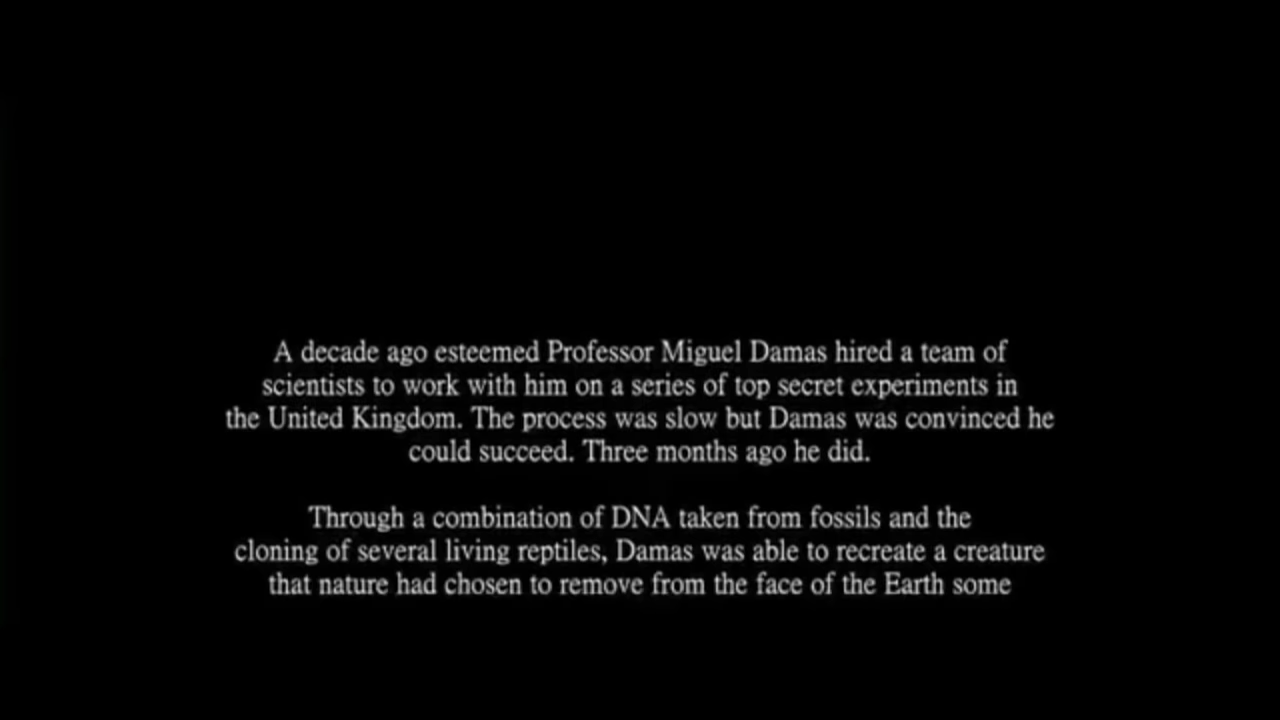 A decade ago esteemed Professor Miguel Damas hired a team of
scientists to work with him on a series of top secret experiments in
the United Kingdom. The process was slow but Damas was convinced he
could succeed. Three months ago he did.
Through a combination of DNA taken from fossils and the
cloning of several living reptiles, Damas was able to recreate a creature
that nature had chosen to remove from the face of the Earth some